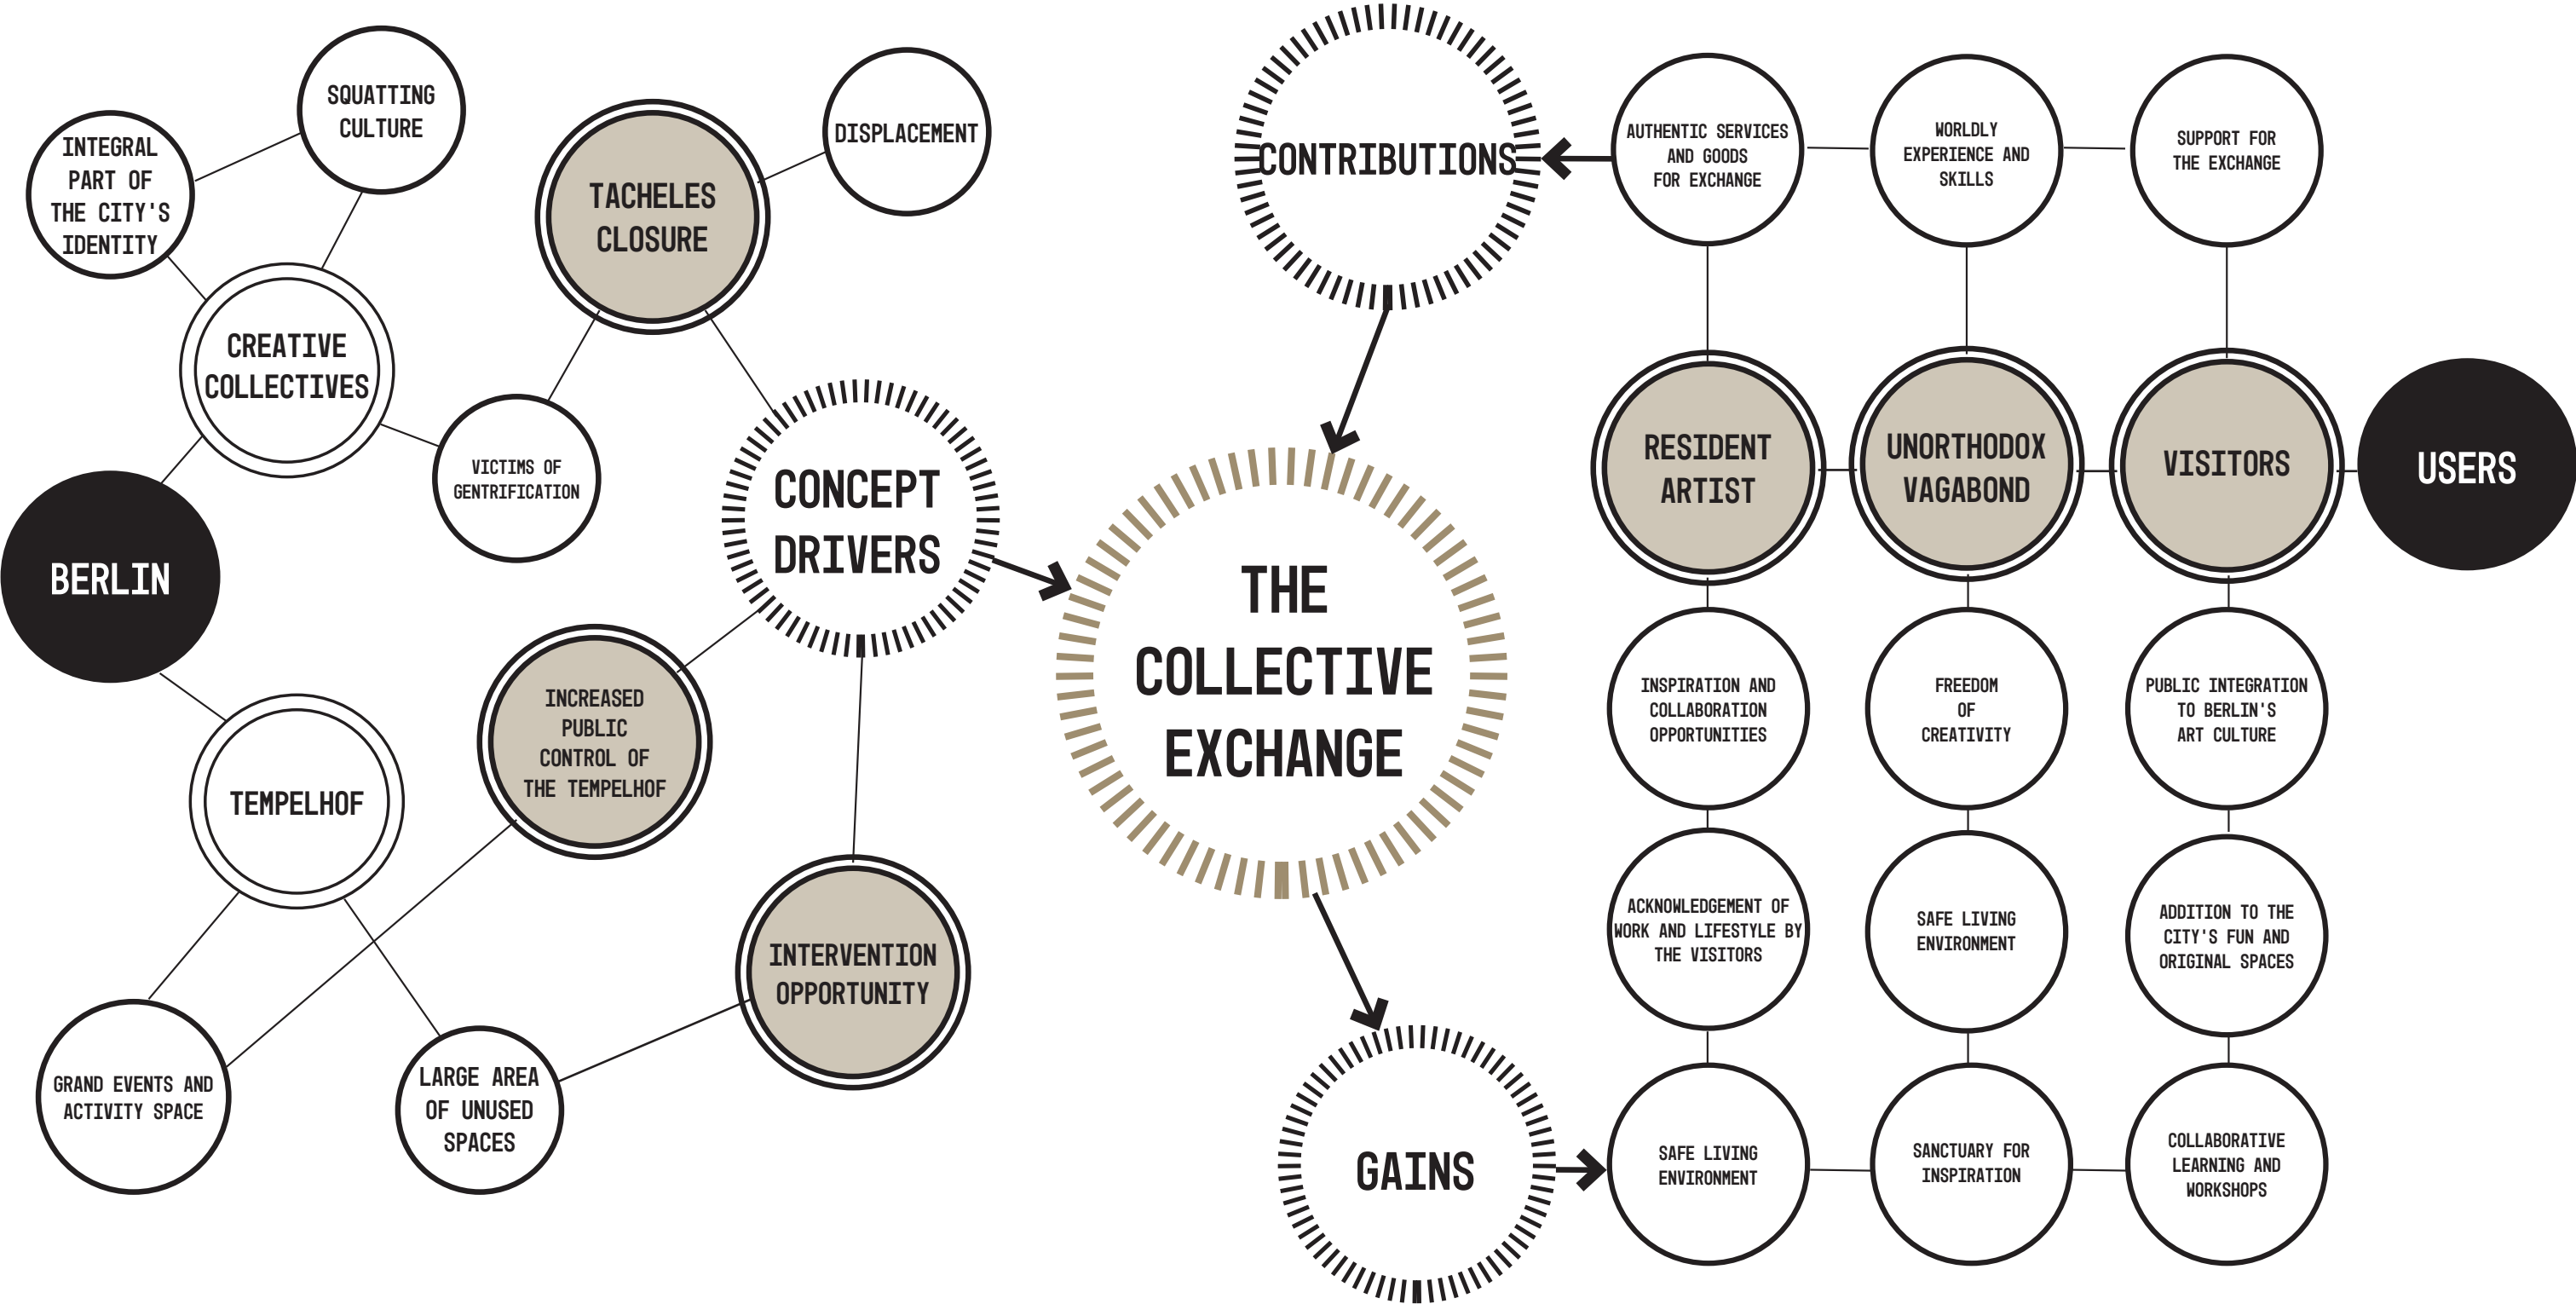 SQUATTING
CULTURE
INTEGRAL
PART OF
THE CITY'S
IDENTITY
TACHELES
CLOSURE
DISPLACEMENT
CREATIVE
COLLECTIVES
VICTIMS OF
GENTRIFICATION
BERLIN
CONCEPT
DRIVERS
INCREASED
PUBLIC
CONTROL OF
THE TEMPELHOF
TEMPELHOF
INTERVENTION
OPPORTUNITY
GRAND EVENTS AND
ACTIVITY SPACE
LARGE AREA
OF UNUSED
SPACES
CONTRIBUTIONS
THE
COLLECTIVE
EXCHANGE
GAINS
AUTHENTIC SERVICES
AND GOODS
FOR EXCHANGE
WORLDLY
EXPERIENCE AND
SKILLS
SUPPORT FOR
THE EXCHANGE
RESIDENT
ARTIST
UNORTHODOX
VAGABOND
VISITORS
USERS
INSPIRATION AND
COLLABORATION
OPPORTUNITIES
FREEDOM
OF
CREATIVITY
PUBLIC INTEGRATION
TO BERLIN'S
ART CULTURE
ACKNOWLEDGEMENT OF
WORK AND LIFESTYLE BY
THE VISITORS
SAFE LIVING
ENVIRONMENT
ADDITION TO THE
CITY'S FUN AND
ORIGINAL SPACES
SAFE LIVING
ENVIRONMENT
SANCTUARY FOR
INSPIRATION
COLLABORATIVE
LEARNING AND
WORKSHOPS